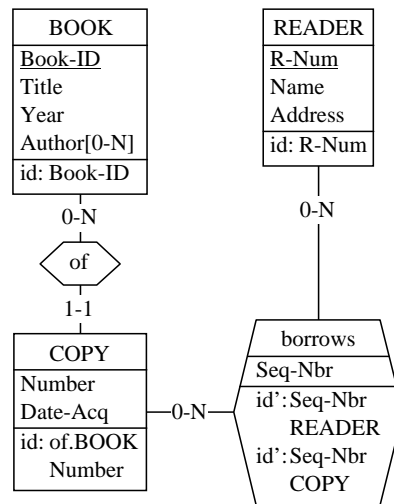 BOOK
Book-ID
Title
Year
Author[0-N]
id: Book-ID
READER
R-Num
Name
Address
id: R-Num
0-N
of
1-1
0-N
COPY
Number
Date-Acq
id: of.BOOK
Number
0-N
borrows
Seq-Nbr
id’: Seq-Nbr
READER
id’: Seq-Nbr
COPY